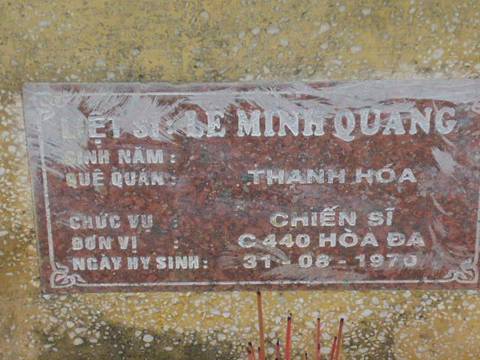 LIỆT SĨ : LÊ MINH QUANG
SINH NĂM :
QUÊ QUÁN : THANH HÓA
CHỨC VỤ : CHIẾN SĨ
ĐƠN VỊ : C 440 HÒA ĐA
NGÀY HY SINH : 31 - 08 - 1970